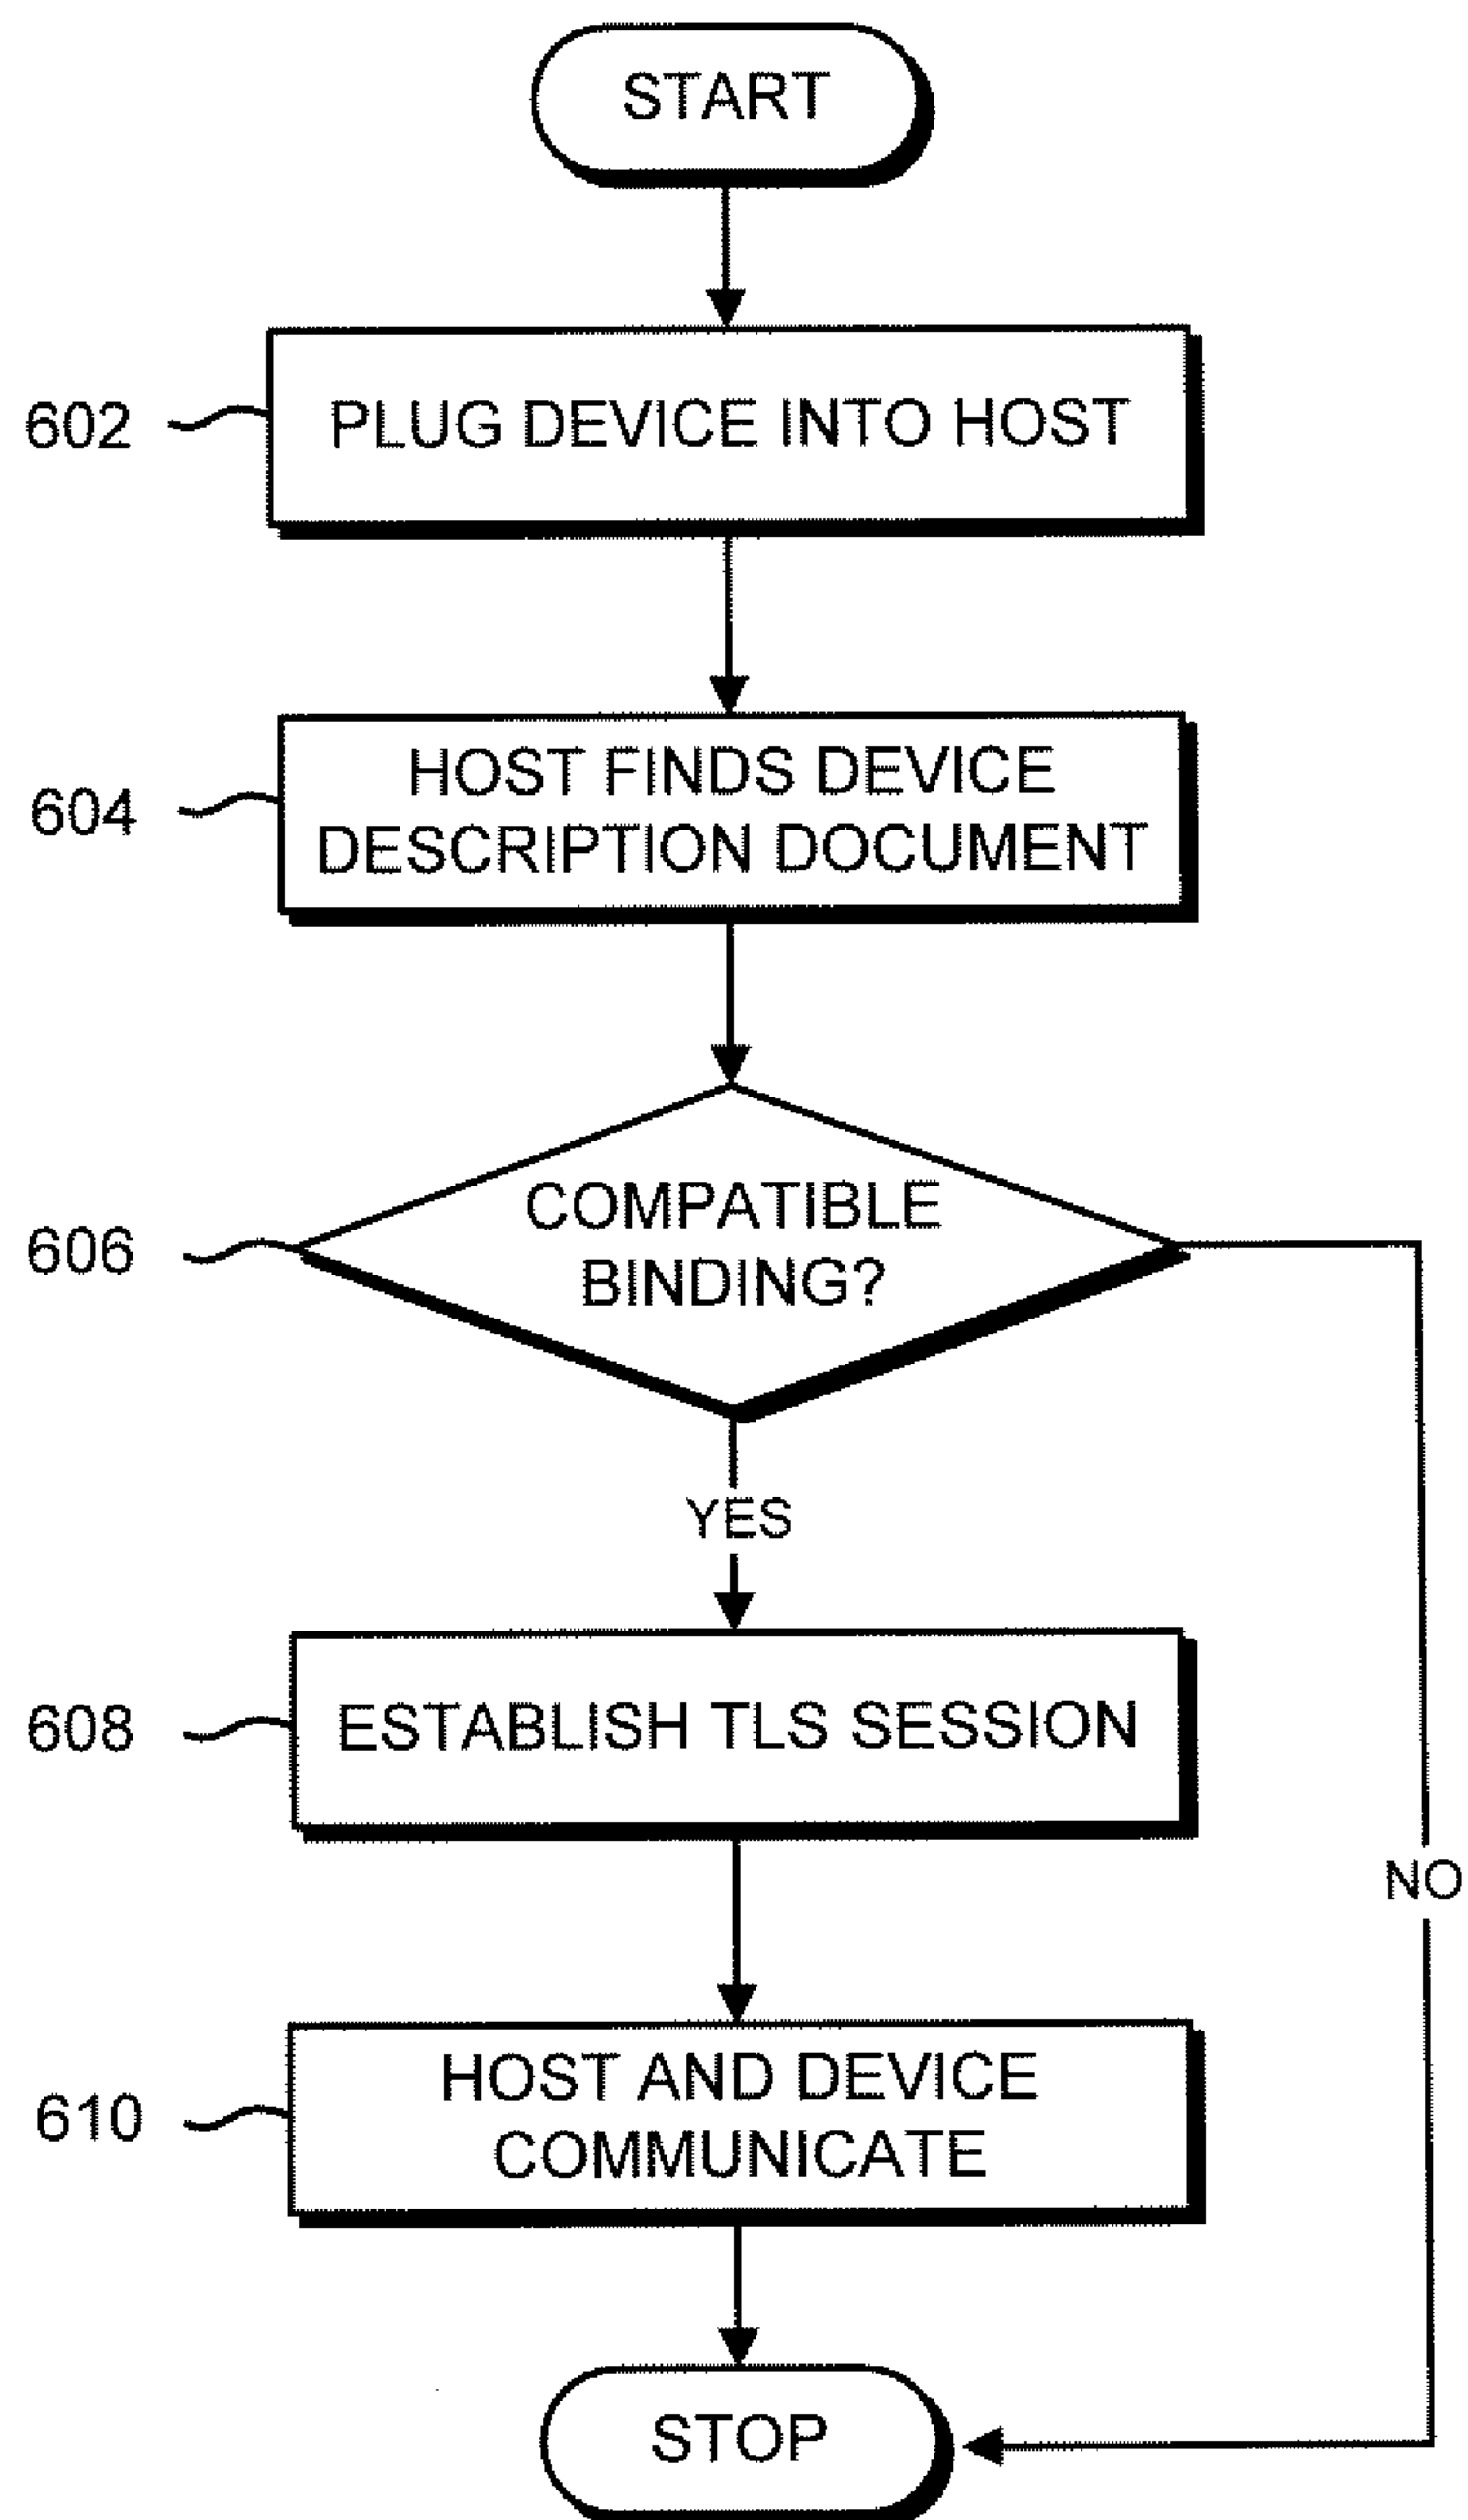 START
602
PLUG DEVICE INTO HOST
604
HOST FINDS DEVICE
DESCRIPTION DOCUMENT
606
COMPATIBLE
BINDING?
YES
608
ESTABLISH TLS SESSION
NO
610
HOST AND DEVICE
COMMUNICATE
STOP